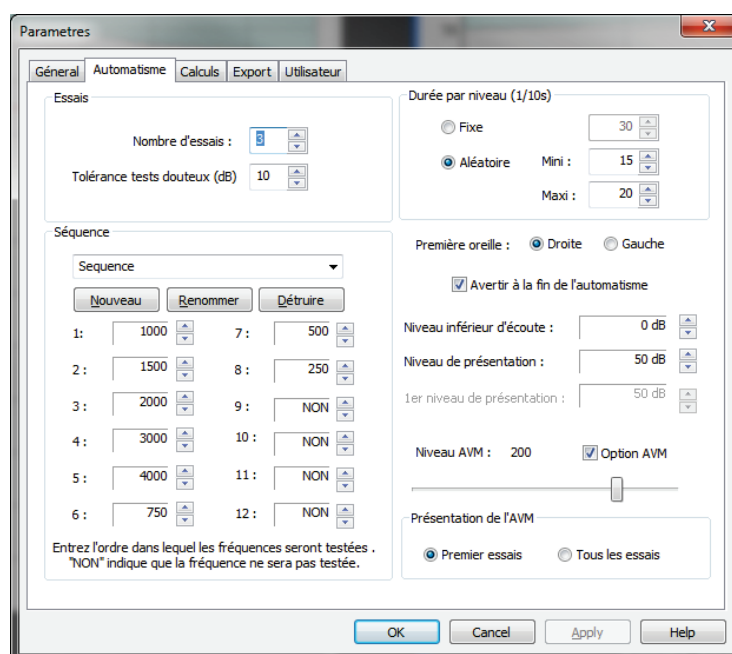 Parametres
Géneral
Automatisme
Calculs
Export
Utilisateur
Essais
Nombre d'essais :
3
Tolérance tests douteux (dB)
10
Durée par niveau (1/10s)
Fixe
30
Aléatoire
Mini :
15
Maxi :
20
Séquence
Sequence
Nouveau
Renommer
Détruire
1:
1000
7 :
500
2 :
1500
8 :
250
3 :
2000
9 :
NON
4 :
3000
10 :
NON
5 :
4000
11 :
NON
6 :
750
12 :
NON
Entrez l'ordre dans lequel les fréquences seront testées .
"NON" indique que la fréquence ne sera pas testée.
Première oreille :
Droite
Gauche
Avertir à la fin de l'automatisme
Niveau inférieur d'écoute :
0 dB
Niveau de présentation :
50 dB
1er niveau de présentation :
50 dB
Niveau AVM :
200
Option AVM
Présentation de l'AVM
Premier essais
Tous les essais
OK
Cancel
Apply
Help